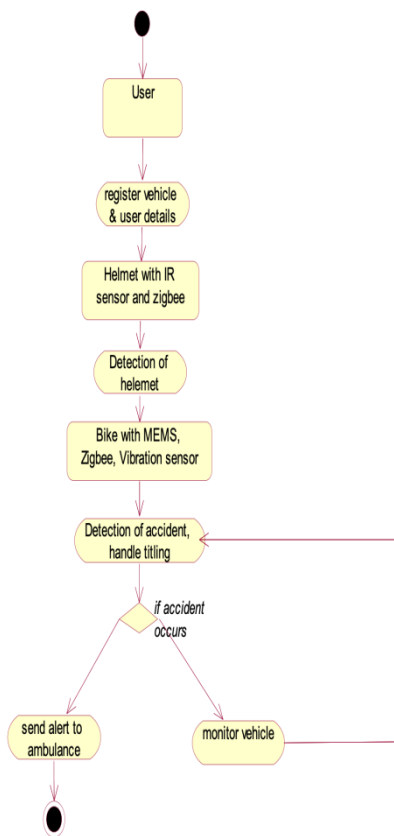 User
register vehicle
& user details
Helmet with IR
sensor and zigbee
Detection of
helemet
Bike with MEMS,
Zigbee, Vibration sensor
Detection of accident,
handle titling
if accident
occurs
send alert to
ambulance
monitor vehicle